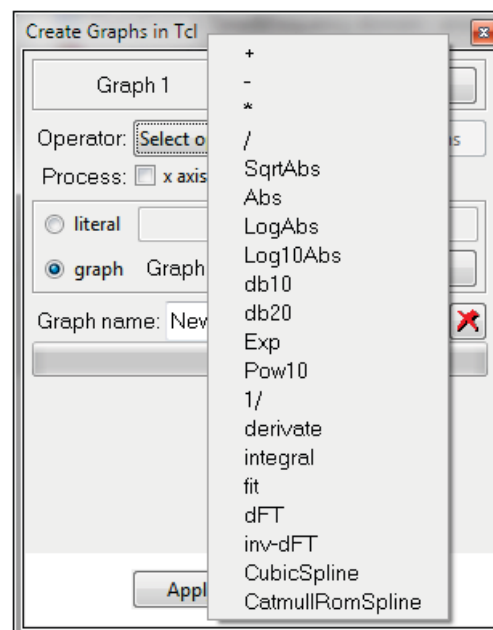 Create Graphs in Tcl
Graph 1
Operator: Select o
Process: x axis
literal
graph Graph
Graph name: New
Appl
+
-
*
/
SqrtAbs
Abs
LogAbs
Log10Abs
db10
db20
Exp
Pow10
1/
derivate
integral
fit
dFT
inv-dFT
CubicSpline
CatmullRomSpline